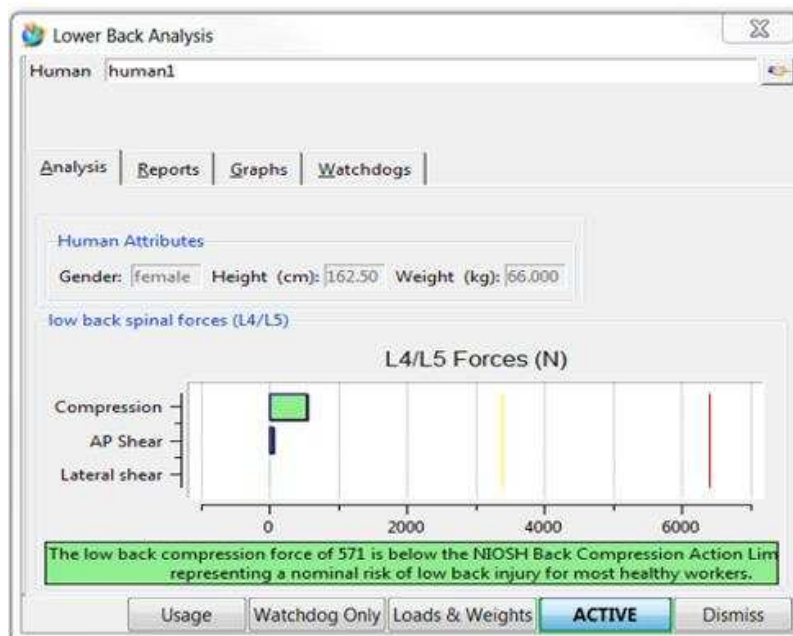 Lower Back Analysis
Human human1
Analysis Reports Graphs Watchdogs
Human Attributes
Gender: female Height (cm): 162.50 Weight (kg): 66.000
low back spinal forces (L4/L5)
L4/L5 Forces (N)
Compression
AP Shear
Lateral shear
0 2000 4000 6000
The low back compression force of 571 is below the NIOSH Back Compression Action Lim
representing a nominal risk of low back injury for most healthy workers.
Usage Watchdog Only Loads & Weights ACTIVE Dismiss